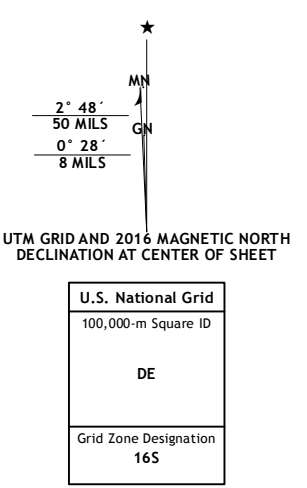 ★
MN
2° 48´
50 MILS
GN
0° 28´
8 MILS
UTM GRID AND 2016 MAGNETIC NORTH
DECLINATION AT CENTER OF SHEET
U.S. National Grid
100,000-m Square ID
DE
Grid Zone Designation
16S